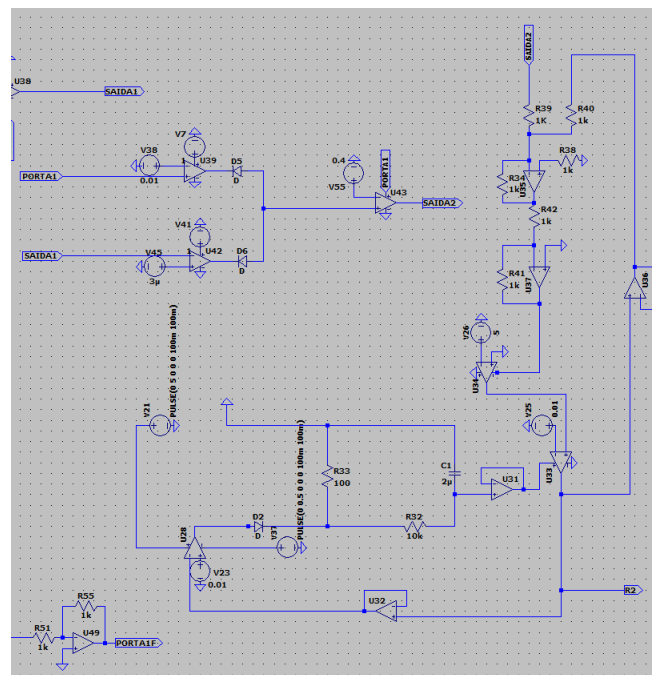 SAIDA2
U38
SAIDA1
R39
1K
R40
1k
V7
V38
1
U39
D5
D
0.01
PORTA1
0.4
V55
PORTA1
U43
SAIDA2
R38
1k
R34
1k
U35
R42
1k
V41
SAIDA1
V45
1
U42
D6
D
3µ
R41
1k
U37
U36
V26
5
U34
PULSE(0 5 0 0 0 100m 100m)
V21
PULSE(0 0.5 0 0 0 100m 100m)
V37
V25
0.01
R33
100
C1
2µ
U31
U33
D2
D
R32
10k
U28
V23
0.01
U32
R2
R55
1k
R51
1k
U49
PORTA1F